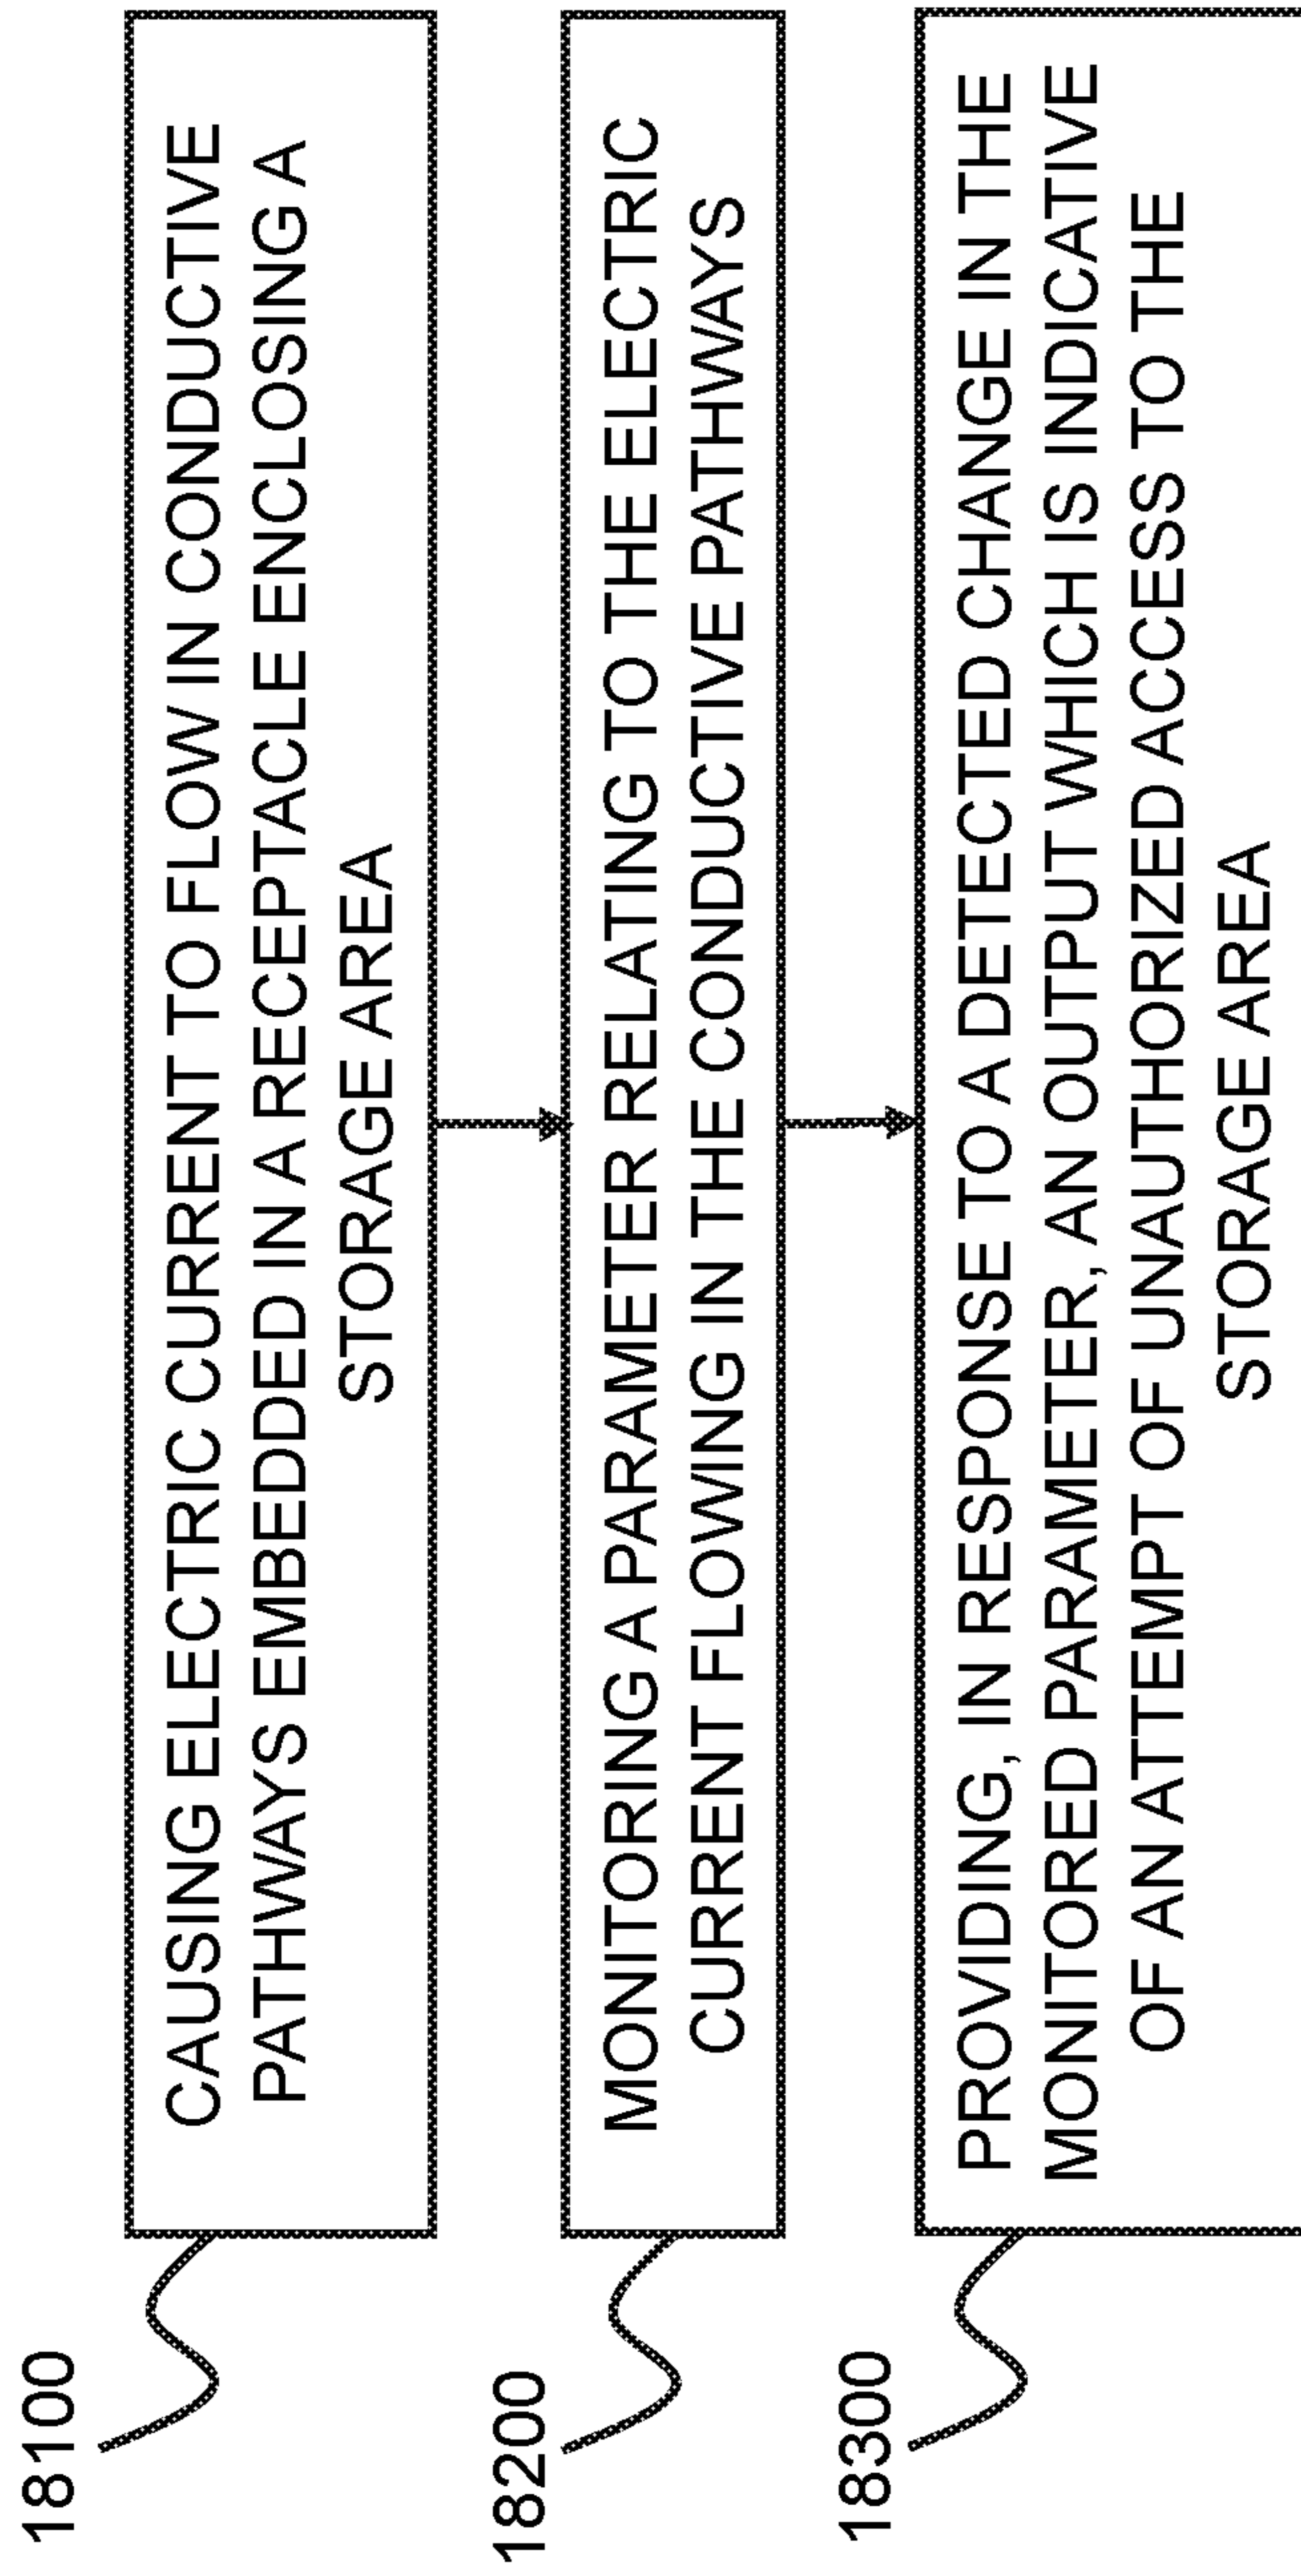 18100
CAUSING ELECTRIC CURRENT TO FLOW IN CONDUCTIVE
PATHWAYS EMBEDDED IN A RECEPTACLE ENCLOSING A
STORAGE AREA
18200
MONITORING A PARAMETER RELATING TO THE ELECTRIC
CURRENT FLOWING IN THE CONDUCTIVE PATHWAYS
18300
PROVIDING, IN RESPONSE TO A DETECTED CHANGE IN THE
MONITORED PARAMETER, AN OUTPUT WHICH IS INDICATIVE
OF AN ATTEMPT OF UNAUTHORIZED ACCESS TO THE
STORAGE AREA